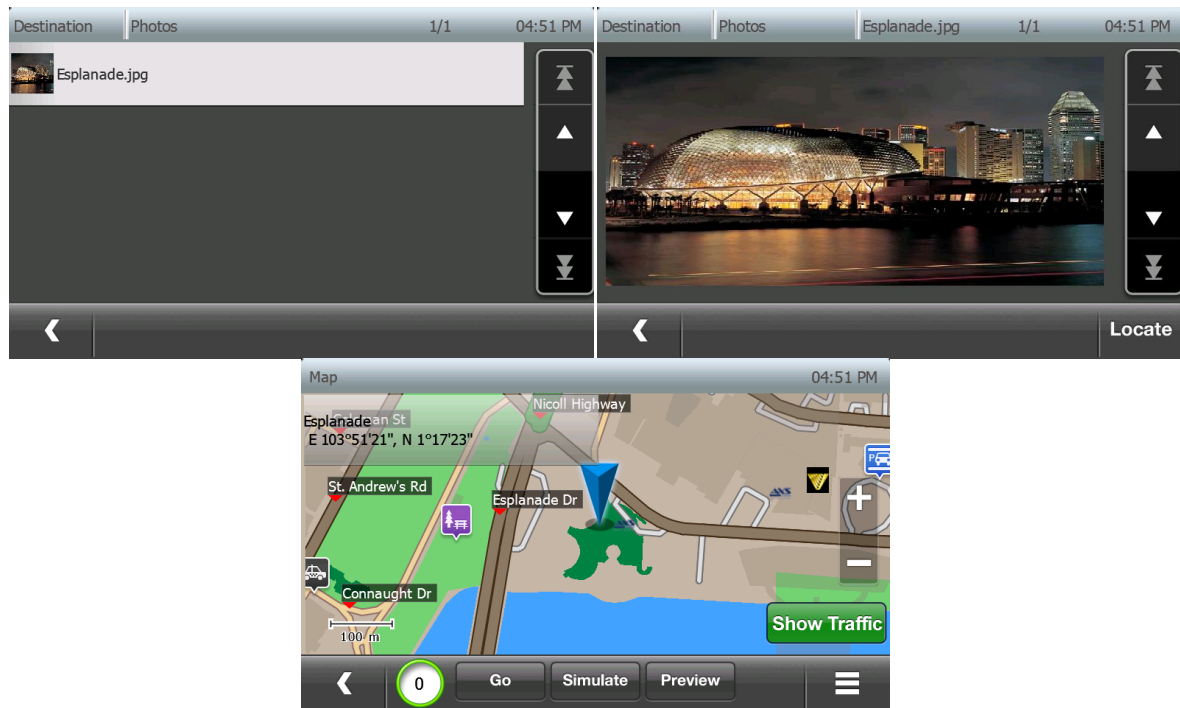 Destination Photos 1/1 04:51 PM
Esplanade.jpg
Destination Photos Esplanade.jpg 1/1 04:51 PM
Locate
Map 04:51 PM
Nicoll Highway
Esplanade an St
E 103°51'21", N 1°17'23"
St. Andrew's Rd
Esplanade Dr
Connaught Dr
100 m
Show Traffic
0 Go Simulate Preview